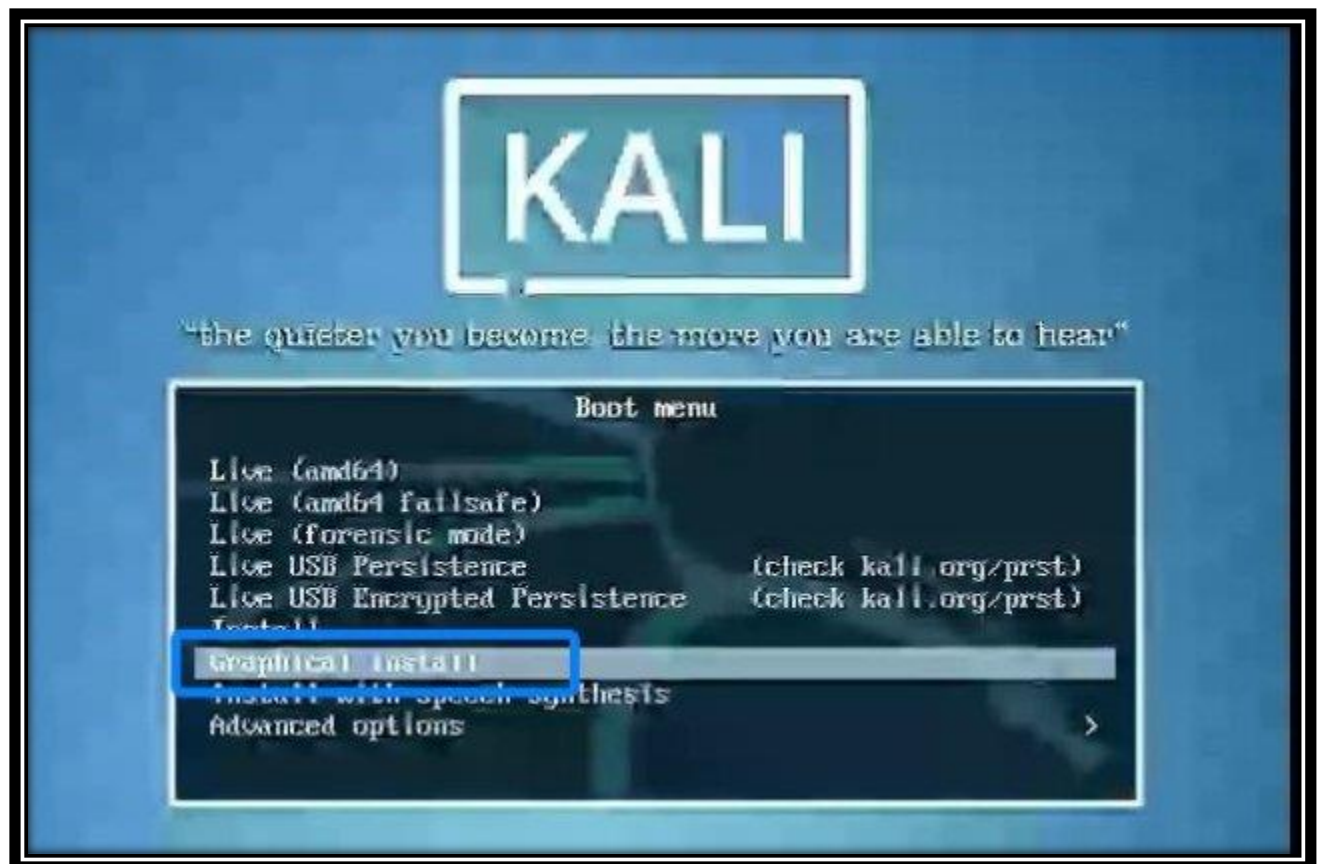 KALI
"the quieter you become, the more you are able to hear"
Boot menu
Live (amd64)
Live (amd64 failsafe)
Live (forensic mode)
Live USB Persistence (check kali.org/prst)
Live USB Encrypted Persistence (check kali.org/prst)
Install
Graphical install
Install with speech synthesis
Advanced options >